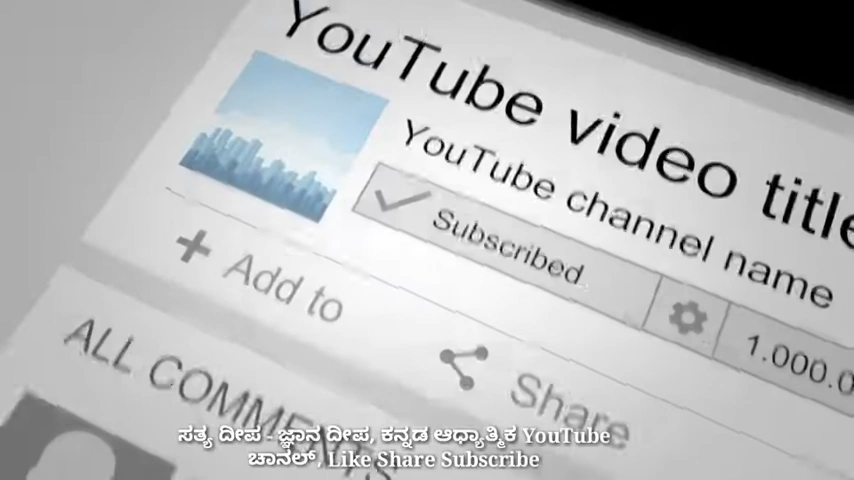 YouTube video title
YouTube channel name
Subscribed
1.000.0
Add to
Share
ALL COMMENTS
ಸತ್ಯ ದೀಪ - ಜ್ಞಾನ ದೀಪ, ಕನ್ನಡ ಆಧ್ಯಾತ್ಮಿಕ YouTube
ಚಾನಲ್, Like Share Subscribe